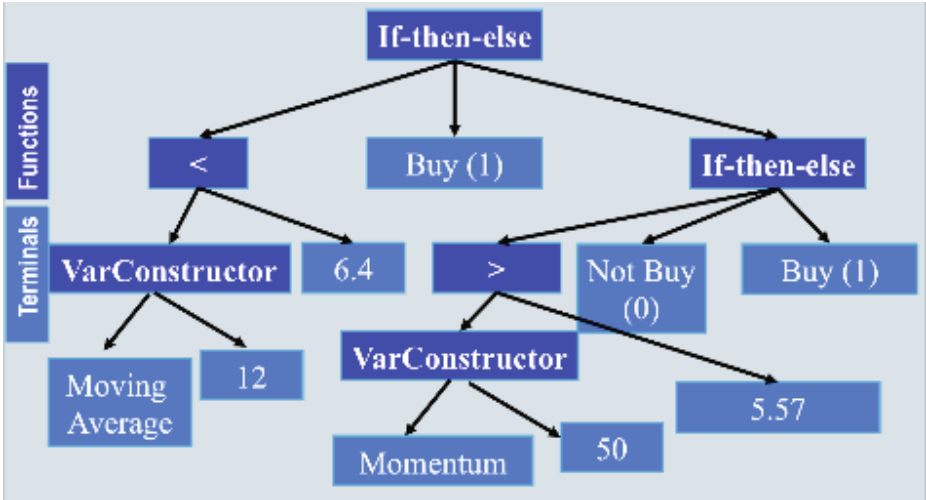 If-then-else
Functions
<
Buy (1)
If-then-else
Terminals
VarConstructor
6.4
>
Not Buy
(0)
Buy (1)
VarConstructor
Moving
Average
12
5.57
Momentum
50